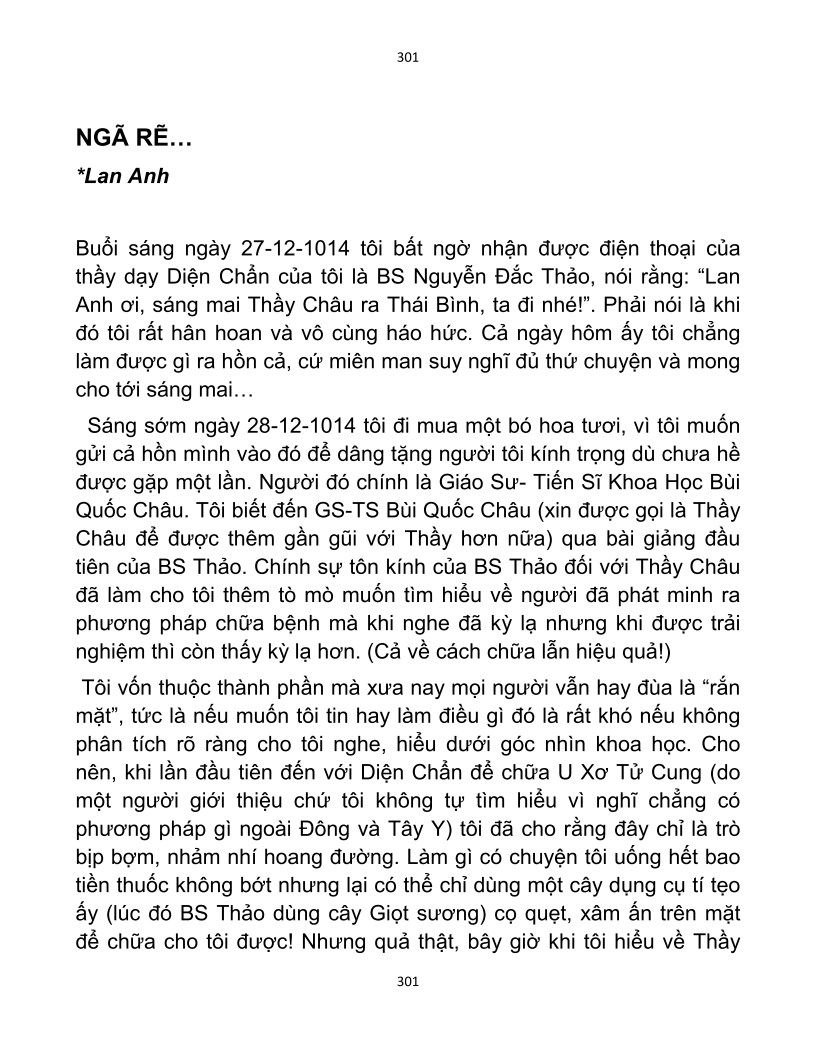 301
NGÃ RẼ…
*Lan Anh
Buổi sáng ngày 27-12-1014 tôi bất ngờ nhận được điện thoại của
thầy dạy Diện Chẩn của tôi là BS Nguyễn Đắc Thảo, nói rằng: “Lan
Anh ơi, sáng mai Thầy Châu ra Thái Bình, ta đi nhé!”. Phải nói là khi
đó tôi rất hân hoan và vô cùng háo hức. Cả ngày hôm ấy tôi chẳng
làm được gì ra hồn cả, cứ miên man suy nghĩ đủ thứ chuyện và mong
cho tới sáng mai…
Sáng sớm ngày 28-12-1014 tôi đi mua một bó hoa tươi, vì tôi muốn
gửi cả hồn mình vào đó để dâng tặng người tôi kính trọng dù chưa hề
được gặp một lần. Người đó chính là Giáo Sư- Tiến Sĩ Khoa Học Bùi
Quốc Châu. Tôi biết đến GS-TS Bùi Quốc Châu (xin được gọi là Thầy
Châu để được thêm gần gũi với Thầy hơn nữa) qua bài giảng đầu
tiên của BS Thảo. Chính sự tôn kính của BS Thảo đối với Thầy Châu
đã làm cho tôi thêm tò mò muốn tìm hiểu về người đã phát minh ra
phương pháp chữa bệnh mà khi nghe đã kỳ lạ nhưng khi được trải
nghiệm thì còn thấy kỳ lạ hơn. (Cả về cách chữa lẫn hiệu quả!)
Tôi vốn thuộc thành phần mà xưa nay mọi người vẫn hay đùa là “rắn
mặt”, tức là nếu muốn tôi tin hay làm điều gì đó là rất khó nếu không
phân tích rõ ràng cho tôi nghe, hiểu dưới góc nhìn khoa học. Cho
nên, khi lần đầu tiên đến với Diện Chẩn để chữa U Xơ Tử Cung (do
một người giới thiệu chứ tôi không tự tìm hiểu vì nghĩ chẳng có
phương pháp gì ngoài Đông và Tây Y) tôi đã cho rằng đây chỉ là trò
bịp bợm, nhảm nhí hoang đường. Làm gì có chuyện tôi uống hết bao
tiền thuốc không bớt nhưng lại có thể chỉ dùng một cây dụng cụ tí tẹo
ấy (lúc đó BS Thảo dùng cây Giọt sương) cọ quẹt, xâm ấn trên mặt
để chữa cho tôi được! Nhưng quả thật, bây giờ khi tôi hiểu về Thầy
301